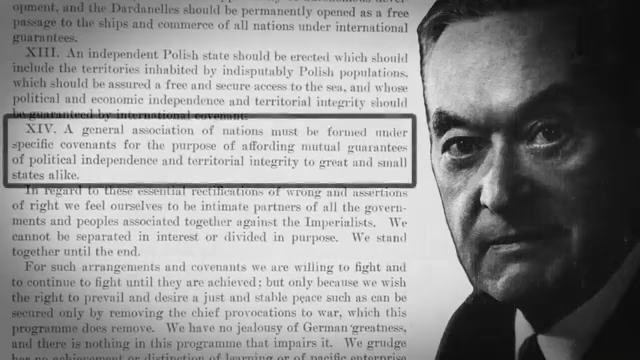 opment, and the Dardanelles should be permanently opened as a free
passage to the ships and commerce of all nations under international
guarantees.
XIII. An independent Polish state should be erected which should
include the territories inhabited by indisputably Polish populations,
which should be assured a free and secure access to the sea, and whose
political and economic independence and territorial integrity should
be guaranteed by international covenant.
XIV. A general association of nations must be formed under
specific covenants for the purpose of affording mutual guarantees
of political independence and territorial integrity to great and small
states alike.
In regard to these essential rectifications of wrong and assertions
of right we feel ourselves to be intimate partners of all the govern-
ments and peoples associated together against the Imperialists. We
cannot be separated in interest or divided in purpose. We stand
together until the end.
For such arrangements and covenants we are willing to fight and
to continue to fight until they are achieved; but only because we wish
the right to prevail and desire a just and stable peace such as can be
secured only by removing the chief provocations to war, which this
programme does remove. We have no jealousy of German greatness,
and there is nothing in this programme that impairs it. We grudge
her no achievement or distinction of learning or of pacific enterprise